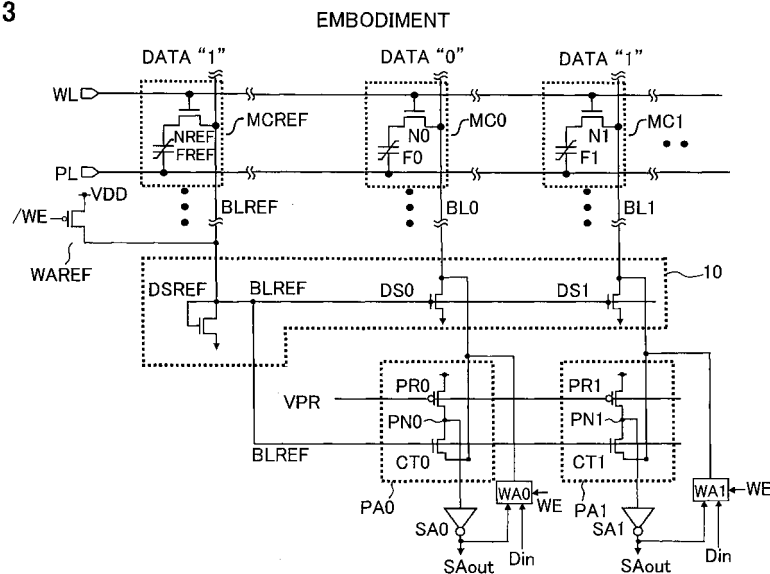 3
EMBODIMENT
DATA "1" DATA "0" DATA "1"
WL
MCREF MC0 MC1
NREF N0 N1
FREF F0 F1
PL
VDD
/WE BLREF BL0 BL1
WAREF
10
DSREF BLREF DS0 DS1
PR0 PR1
VPR
PN0 PN1
BLREF
CT0 CT1
PA0 WA0 WE PA1 WA1 WE
SA0 SA1
Din Din
SAout SAout